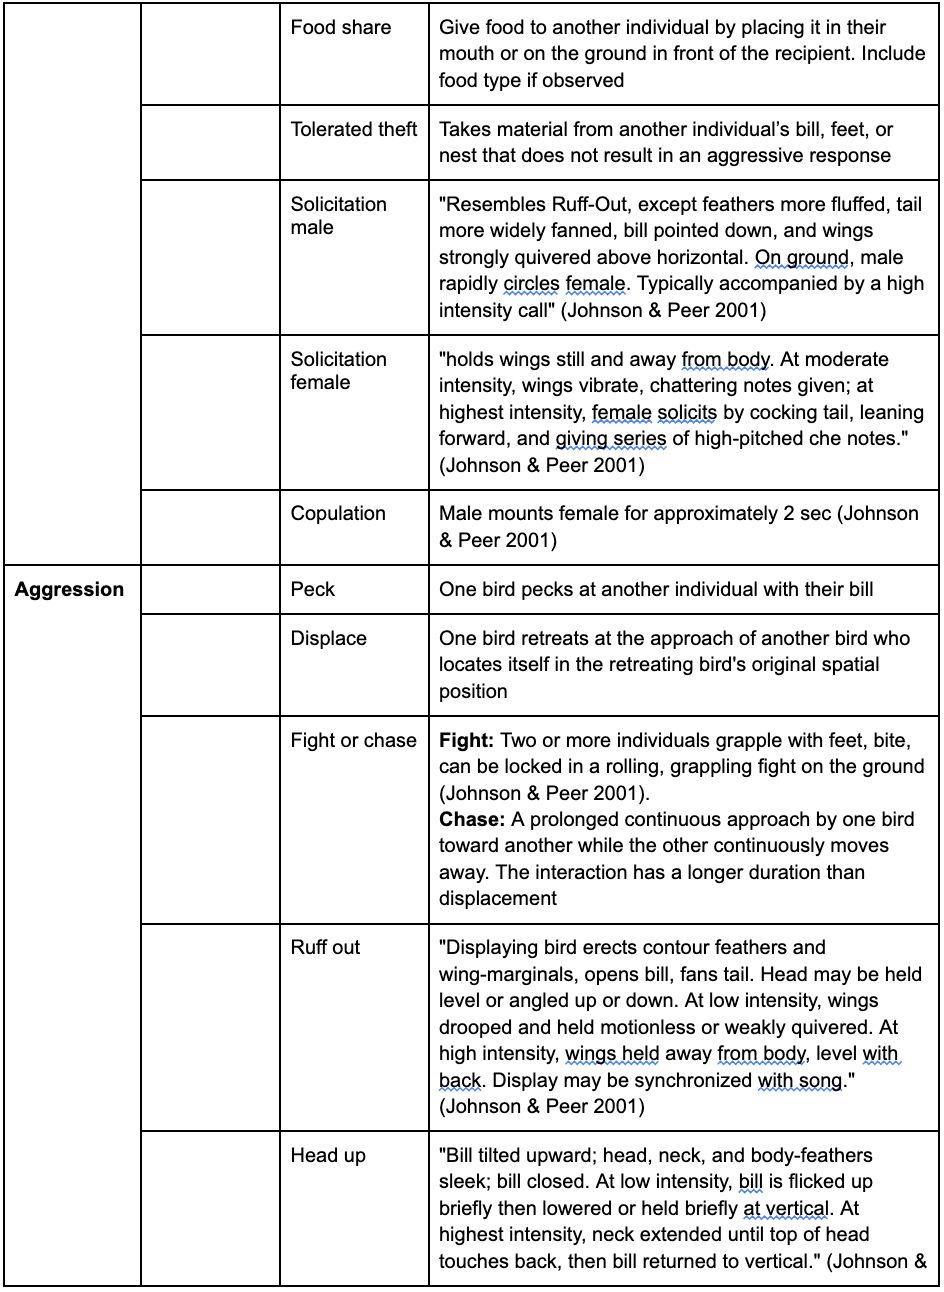 Food share
Give food to another individual by placing it in their
mouth or on the ground in front of the recipient. Include
food type if observed
Tolerated theft
Takes material from another individual’s bill, feet, or
nest that does not result in an aggressive response
Solicitation
male
"Resembles Ruff-Out, except feathers more fluffed, tail
more widely fanned, bill pointed down, and wings
strongly quivered above horizontal. On ground, male
rapidly circles female. Typically accompanied by a high
intensity call" (Johnson & Peer 2001)
Solicitation
female
"holds wings still and away from body. At moderate
intensity, wings vibrate, chattering notes given; at
highest intensity, female solicits by cocking tail, leaning
forward, and giving series of high-pitched che notes."
(Johnson & Peer 2001)
Copulation
Male mounts female for approximately 2 sec (Johnson
& Peer 2001)
Aggression
Peck
One bird pecks at another individual with their bill
Displace
One bird retreats at the approach of another bird who
locates itself in the retreating bird's original spatial
position
Fight or chase
Fight: Two or more individuals grapple with feet, bite,
can be locked in a rolling, grappling fight on the ground
(Johnson & Peer 2001).
Chase: A prolonged continuous approach by one bird
toward another while the other continuously moves
away. The interaction has a longer duration than
displacement
Ruff out
"Displaying bird erects contour feathers and
wing-marginals, opens bill, fans tail. Head may be held
level or angled up or down. At low intensity, wings
drooped and held motionless or weakly quivered. At
high intensity, wings held away from body, level with
back. Display may be synchronized with song."
(Johnson & Peer 2001)
Head up
"Bill tilted upward; head, neck, and body-feathers
sleek; bill closed. At low intensity, bill is flicked up
briefly then lowered or held briefly at vertical. At
highest intensity, neck extended until top of head
touches back, then bill returned to vertical." (Johnson &